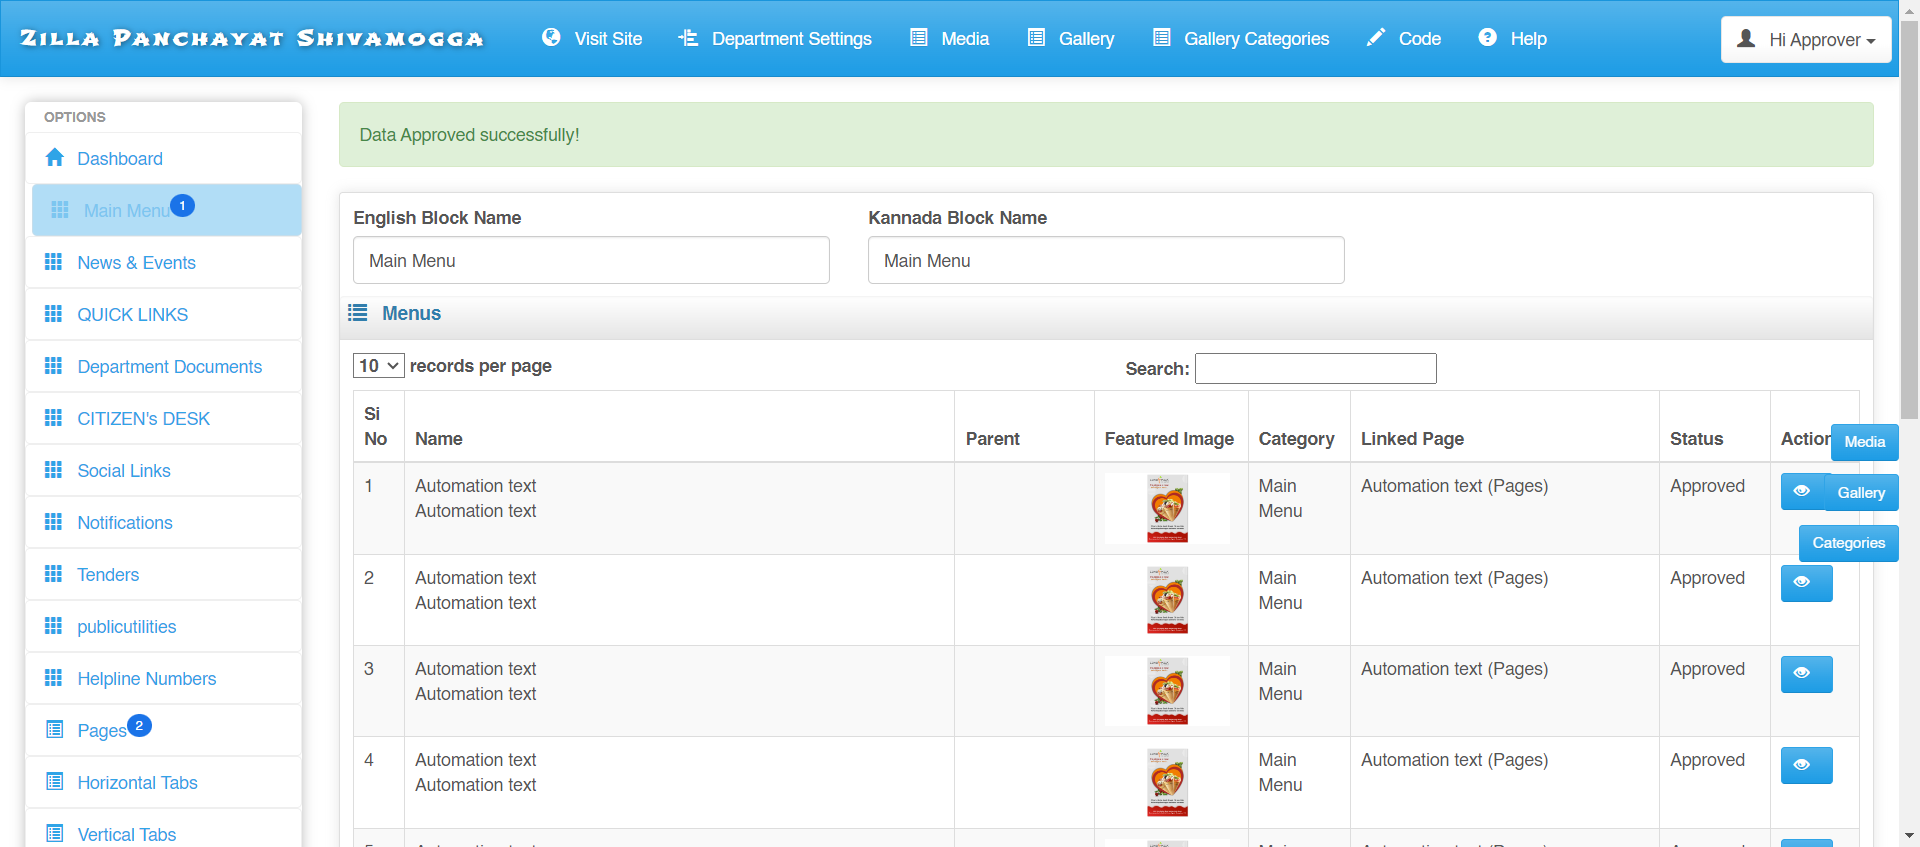 Zilla Panchayat Shivamogga
Visit Site
Department Settings
Media
Gallery
Gallery Categories
Code
Help
Hi Approver
OPTIONS
Dashboard
Main Menu 1
News & Events
QUICK LINKS
Department Documents
CITIZEN's DESK
Social Links
Notifications
Tenders
publicutilities
Helpline Numbers
Pages 2
Horizontal Tabs
Vertical Tabs
Data Approved successfully!
English Block Name
Kannada Block Name
Main Menu
Main Menu
Menus
10 records per page
Search:
Si No
Name
Parent
Featured Image
Category
Linked Page
Status
Action
1
Automation text
Automation text
Main Menu
Automation text (Pages)
Approved
2
Automation text
Automation text
Main Menu
Automation text (Pages)
Approved
3
Automation text
Automation text
Main Menu
Automation text (Pages)
Approved
4
Automation text
Automation text
Main Menu
Automation text (Pages)
Approved
Media
Gallery
Categories